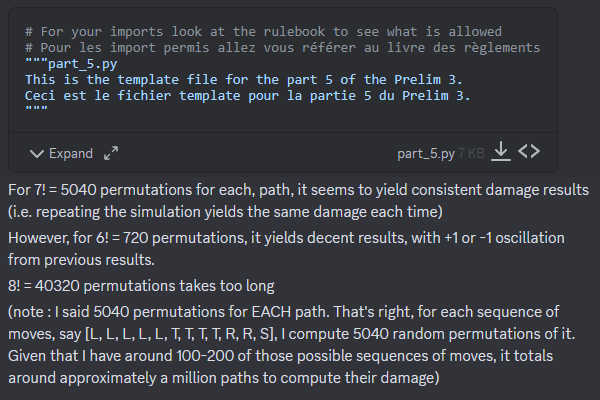 # For your imports look at the rulebook to see what is allowed
# Pour les import permis allez vous référer au livre des règlements
"""part_5.py
This is the template file for the part 5 of the Prelim 3.
Ceci est le fichier template pour la partie 5 du Prelim 3.
"""
Expand
part_5.py 7 KB
For 7! = 5040 permutations for each, path, it seems to yield consistent damage results
(i.e. repeating the simulation yields the same damage each time)
However, for 6! = 720 permutations, it yields decent results, with +1 or -1 oscillation
from previous results.
8! = 40320 permutations takes too long
(note : I said 5040 permutations for EACH path. That's right, for each sequence of
moves, say [L, L, L, L, L, T, T, T, T, R, R, S], I compute 5040 random permutations of it.
Given that I have around 100-200 of those possible sequences of moves, it totals
around approximately a million paths to compute their damage)